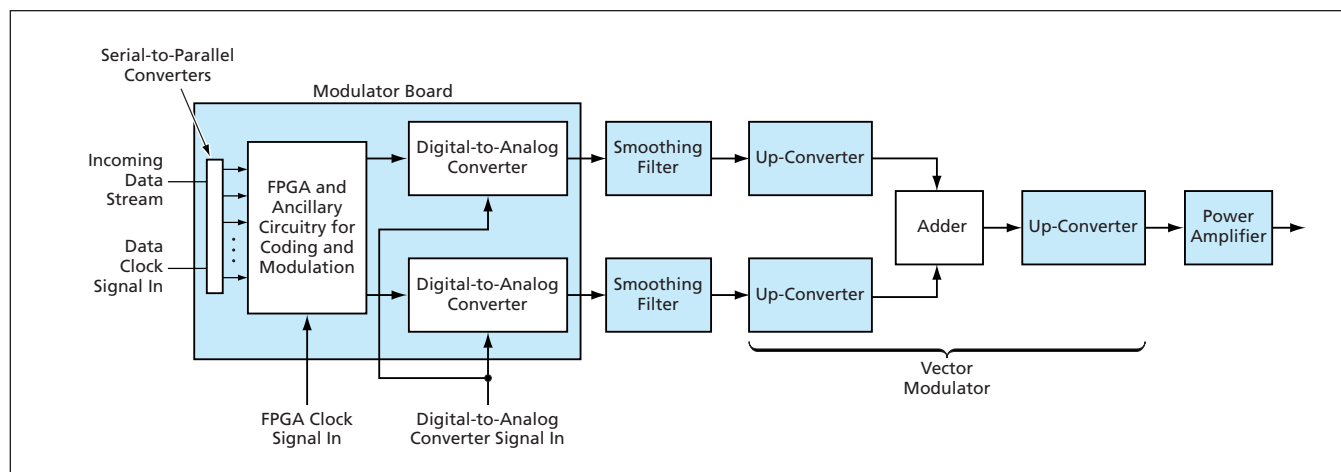 Serial-to-Parallel
Converters
Modulator Board
Incoming
Data
Stream
Data
Clock
Signal In
FPGA and
Ancillary
Circuitry for
Coding and
Modulation
Digital-to-Analog
Converter
Digital-to-Analog
Converter
Smoothing
Filter
Smoothing
Filter
Up-Converter
Up-Converter
Adder
Up-Converter
Power
Amplifier
Vector
Modulator
FPGA Clock
Signal In
Digital-to-Analog
Converter Signal In